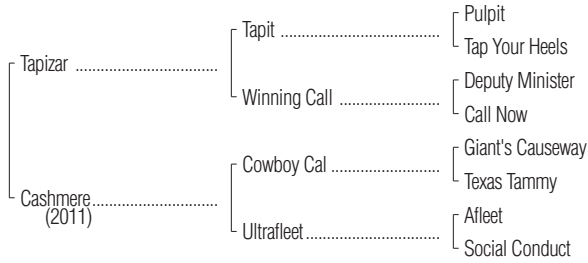 Pulpit
Tapit
Tap Your Heels
Tapizar
Deputy Minister
Winning Call
Call Now
Giant's Causeway
Cowboy Cal
Texas Tammy
Cashmere
(2011)
Afleet
Ultrafleet
Social Conduct